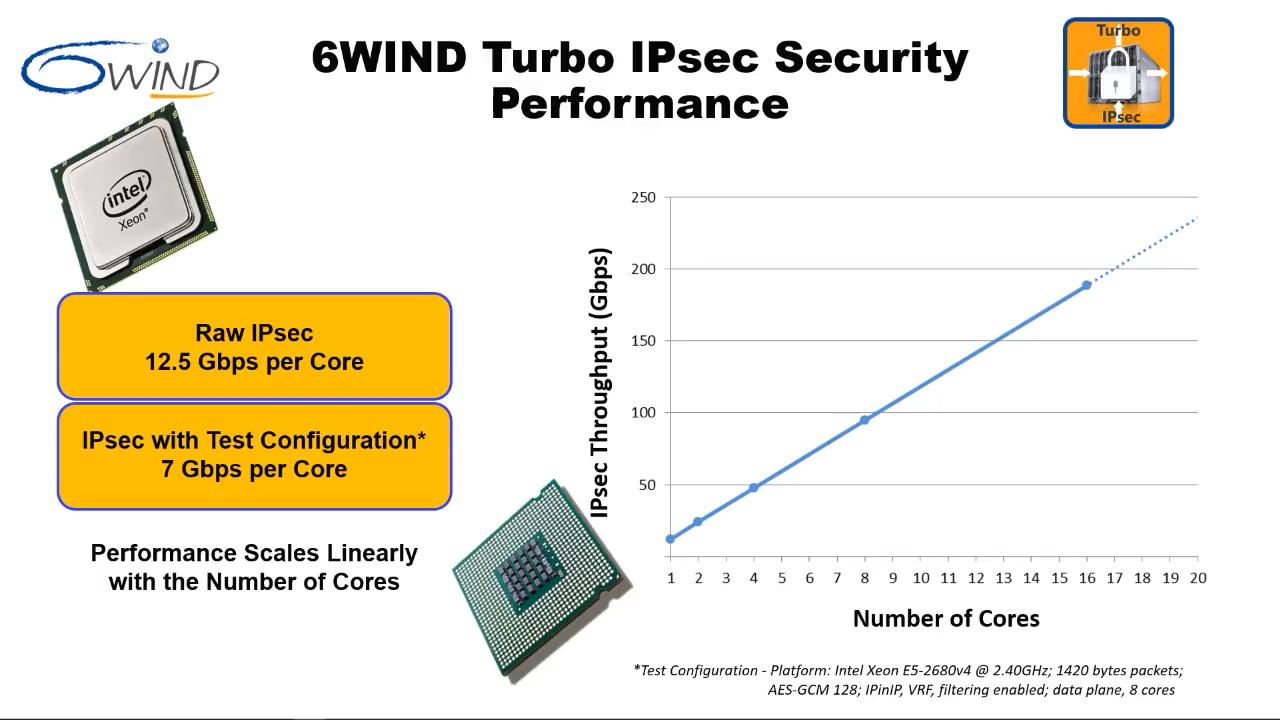 6WIND
6WIND Turbo IPsec Security
Performance
Turbo
IPsec
intel
Xeon®
Raw IPsec
12.5 Gbps per Core
IPsec with Test Configuration*
7 Gbps per Core
Performance Scales Linearly
with the Number of Cores
IPsec Throughput (Gbps)
250
200
150
100
50
1 2 3 4 5 6 7 8 9 10 11 12 13 14 15 16 17 18 19 20
Number of Cores
*Test Configuration - Platform: Intel Xeon E5-2680v4 @ 2.40GHz; 1420 bytes packets;
AES-GCM 128; IPinIP, VRF, filtering enabled; data plane, 8 cores